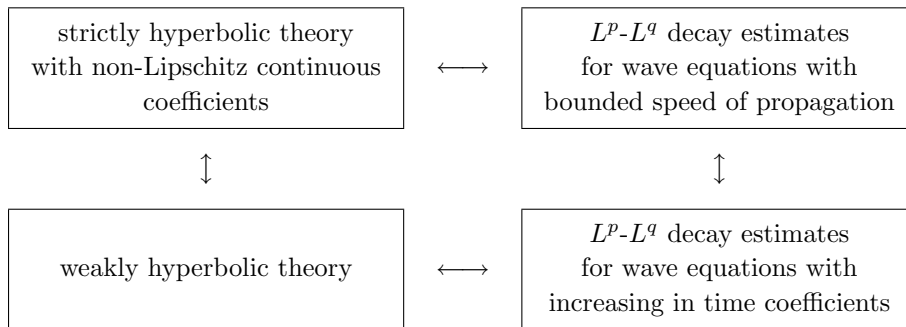 strictly hyperbolic theory
with non-Lipschitz continuous
coefficients
L^p-L^q decay estimates
for wave equations with
bounded speed of propagation
weakly hyperbolic theory
L^p-L^q decay estimates
for wave equations with
increasing in time coefficients